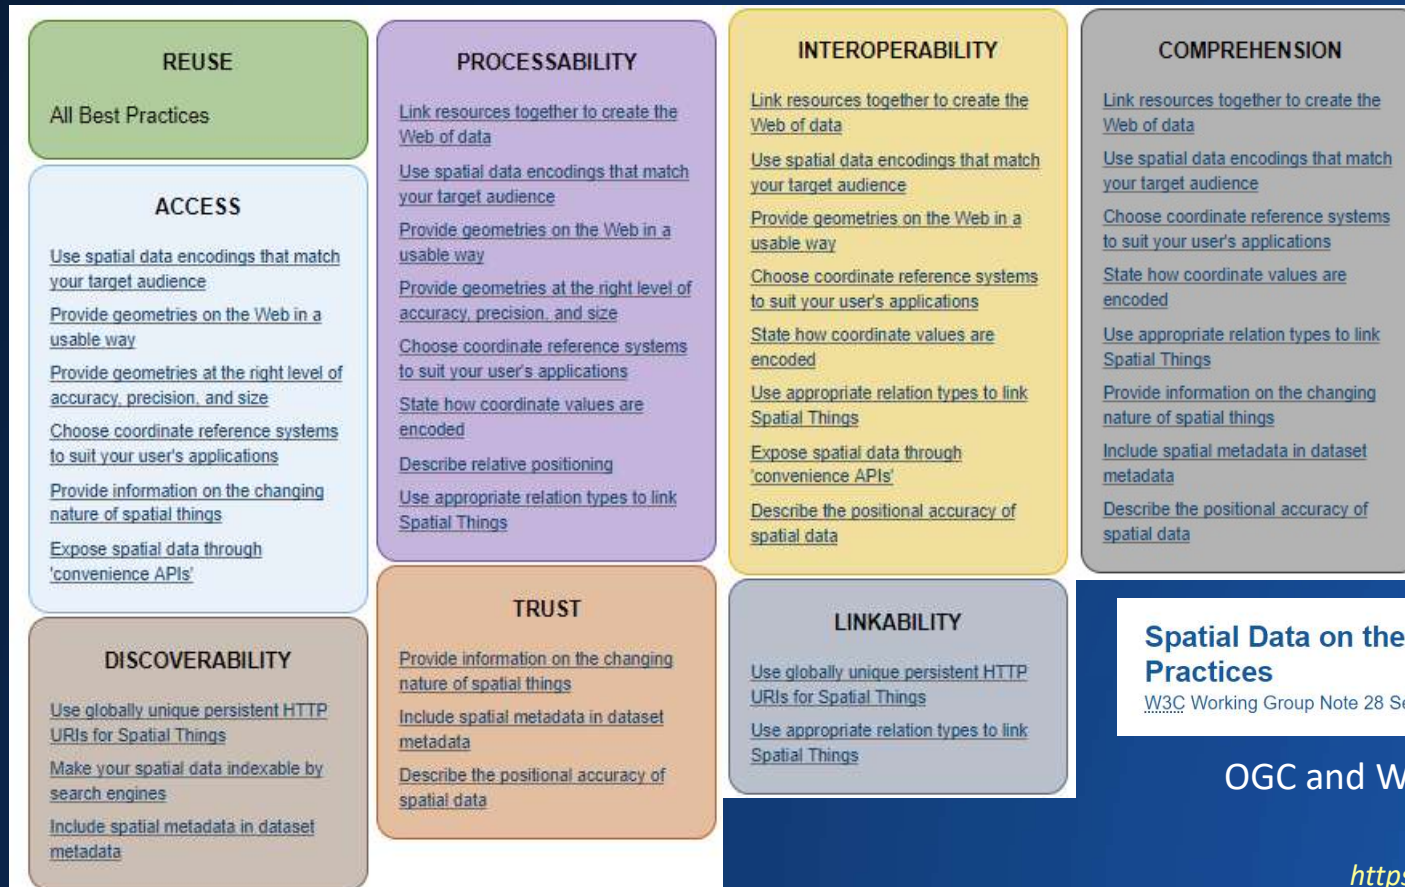 REUSE
All Best Practices
ACCESS
Use spatial data encodings that match
your target audience
Provide geometries on the Web in a
usable way
Provide geometries at the right level of
accuracy, precision, and size
Choose coordinate reference systems
to suit your user's applications
Provide information on the changing
nature of spatial things
Expose spatial data through
'convenience APIs'
DISCOVERABILITY
Use globally unique persistent HTTP
URIs for Spatial Things
Make your spatial data indexable by
search engines
Include spatial metadata in dataset
metadata
PROCESSABILITY
Link resources together to create the
Web of data
Use spatial data encodings that match
your target audience
Provide geometries on the Web in a
usable way
Provide geometries at the right level of
accuracy, precision, and size
Choose coordinate reference systems
to suit your user's applications
State how coordinate values are
encoded
Describe relative positioning
Use appropriate relation types to link
Spatial Things
TRUST
Provide information on the changing
nature of spatial things
Include spatial metadata in dataset
metadata
Describe the positional accuracy of
spatial data
INTEROPERABILITY
Link resources together to create the
Web of data
Use spatial data encodings that match
your target audience
Provide geometries on the Web in a
usable way
Choose coordinate reference systems
to suit your user's applications
State how coordinate values are
encoded
Use appropriate relation types to link
Spatial Things
Expose spatial data through
'convenience APIs'
Describe the positional accuracy of
spatial data
LINKABILITY
Use globally unique persistent HTTP
URIs for Spatial Things
Use appropriate relation types to link
Spatial Things
COMPREHENSION
Link resources together to create the
Web of data
Use spatial data encodings that match
your target audience
Choose coordinate reference systems
to suit your user's applications
State how coordinate values are
encoded
Use appropriate relation types to link
Spatial Things
Provide information on the changing
nature of spatial things
Include spatial metadata in dataset
metadata
Describe the positional accuracy of
spatial data
Spatial Data on the
Practices
W3C Working Group Note 28
OGC and
https